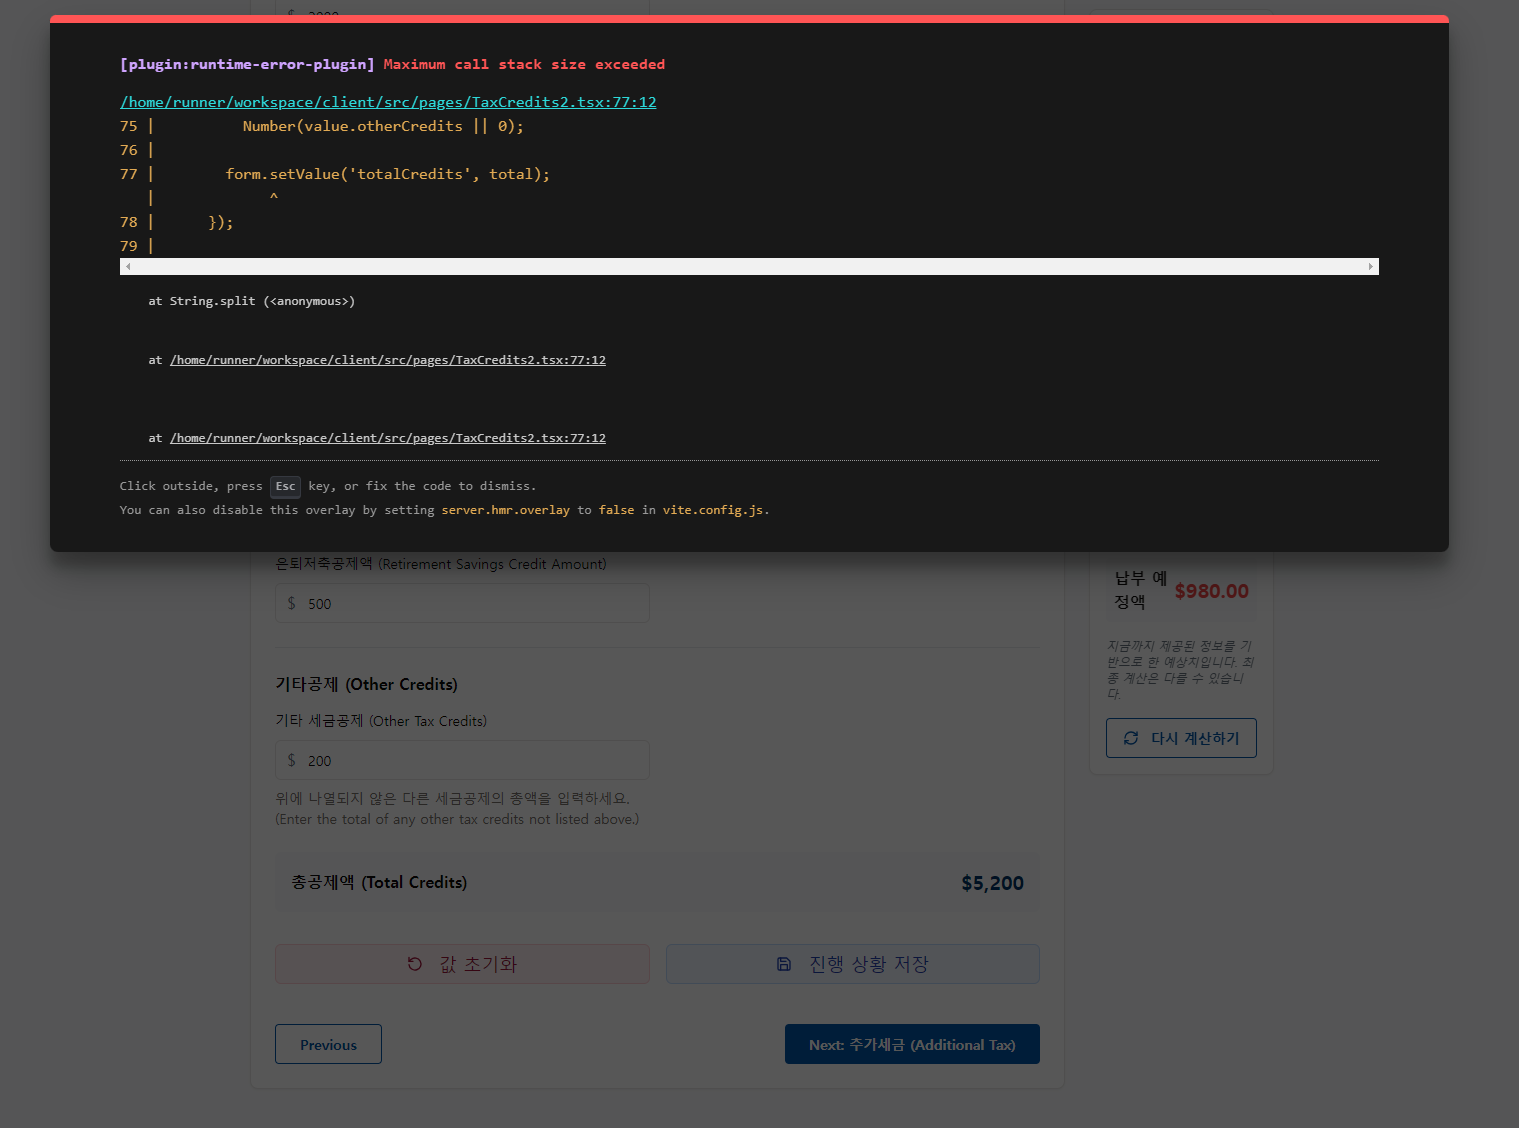 [plugin:runtime-error-plugin] Maximum call stack size exceeded
/home/runner/workspace/client/src/pages/TaxCredits2.tsx:77:12
75 |          Number(value.otherCredits || 0);
76 |
77 |        form.setValue('totalCredits', total);
   |             ^
78 |      });
79 |
at String.split (<anonymous>)
at /home/runner/workspace/client/src/pages/TaxCredits2.tsx:77:12
at /home/runner/workspace/client/src/pages/TaxCredits2.tsx:77:12
Click outside, press Esc key, or fix the code to dismiss.
You can also disable this overlay by setting server.hmr.overlay to false in vite.config.js.
은퇴저축공제액 (Retirement Savings Credit Amount)
$ 500
기타공제 (Other Credits)
기타 세금공제 (Other Tax Credits)
$ 200
위에 나열되지 않은 다른 세금공제의 총액을 입력하세요.
(Enter the total of any other tax credits not listed above.)
총공제액 (Total Credits) $5,200
값 초기화
진행 상황 저장
Previous
Next: 추가세금 (Additional Tax)
납부 예
정액
$980.00
지금까지 제공된 정보를 기
반으로 한 예상치입니다. 최
종 계산은 다를 수 있습니
다.
다시 계산하기